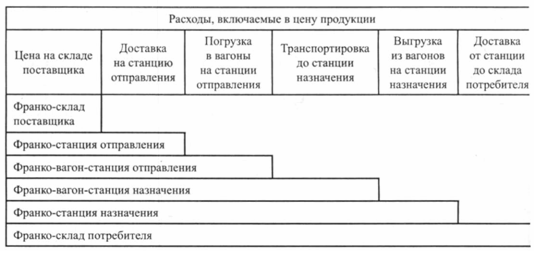 Расходы, включаемые в цену продукции
Цена на складе
поставщика
Доставка
на станцию
отправления
Погрузка
в вагоны
на станции
отправления
Транспортировка
до станции
назначения
Выгрузка
из вагонов
на станции
назначения
Доставка
от станции
до склада
потребителя
Франко-склад
поставщика
Франко-станция отправления
Франко-вагон-станция отправления
Франко-вагон-станция назначения
Франко-станция назначения
Франко-склад потребителя